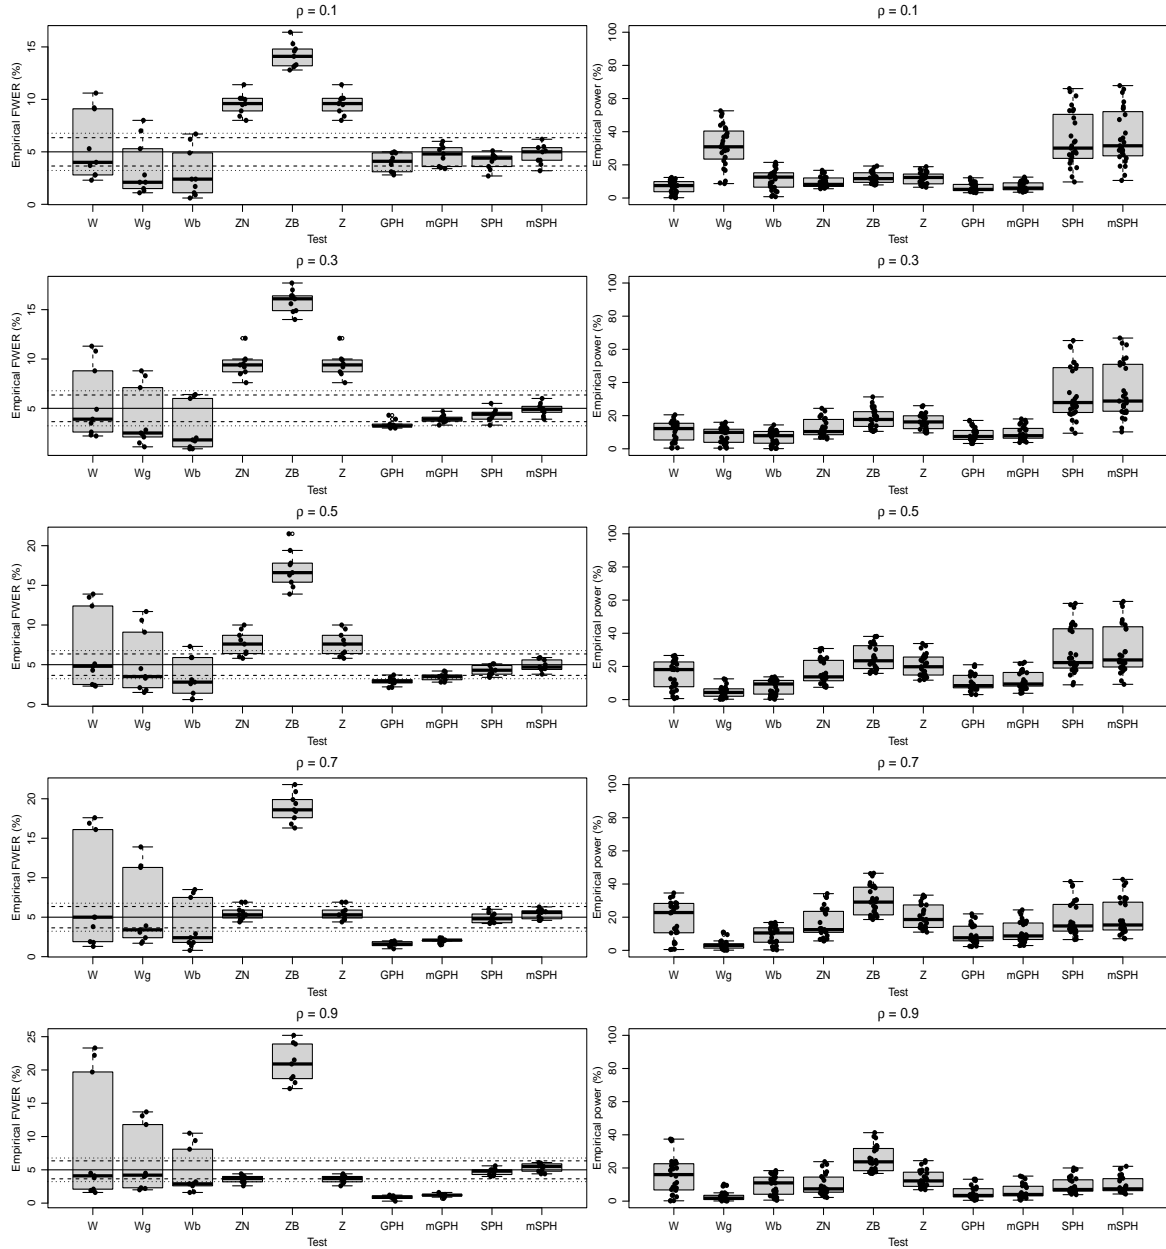 ρ = 0.1
Empirical FWER (%)
0 5 10 15
W Wg Wb ZN ZB Z GPH mGPH SPH mSPH
Test
ρ = 0.1
Empirical power (%)
0 20 40 60 80 100
W Wg Wb ZN ZB Z GPH mGPH SPH mSPH
Test
ρ = 0.3
Empirical FWER (%)
5 10 15
W Wg Wb ZN ZB Z GPH mGPH SPH mSPH
Test
ρ = 0.3
Empirical power (%)
0 20 40 60 80 100
W Wg Wb ZN ZB Z GPH mGPH SPH mSPH
Test
ρ = 0.5
Empirical FWER (%)
0 5 10 15 20
W Wg Wb ZN ZB Z GPH mGPH SPH mSPH
Test
ρ = 0.5
Empirical power (%)
0 20 40 60 80 100
W Wg Wb ZN ZB Z GPH mGPH SPH mSPH
Test
ρ = 0.7
Empirical FWER (%)
0 5 10 15 20
W Wg Wb ZN ZB Z GPH mGPH SPH mSPH
Test
ρ = 0.7
Empirical power (%)
0 20 40 60 80 100
W Wg Wb ZN ZB Z GPH mGPH SPH mSPH
Test
ρ = 0.9
Empirical FWER (%)
0 5 10 15 20 25
W Wg Wb ZN ZB Z GPH mGPH SPH mSPH
Test
ρ = 0.9
Empirical power (%)
0 20 40 60 80 100
W Wg Wb ZN ZB Z GPH mGPH SPH mSPH
Test